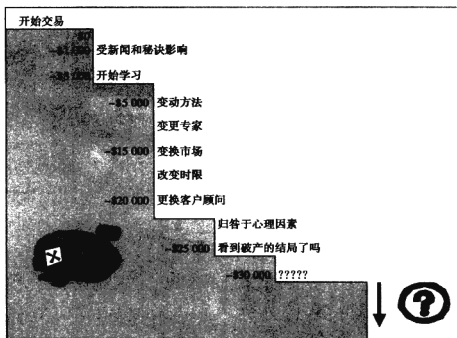 开始交易
$0
-$1 000 受新闻和秘诀影响
开始学习
-$5 000 变动方法
变更专家
-$15 000 变换市场
改变时限
-$20 000 更换客户顾问
归咎于心理因素
-$25 000 看到破产的结局了吗
-$30 000 ?????
?